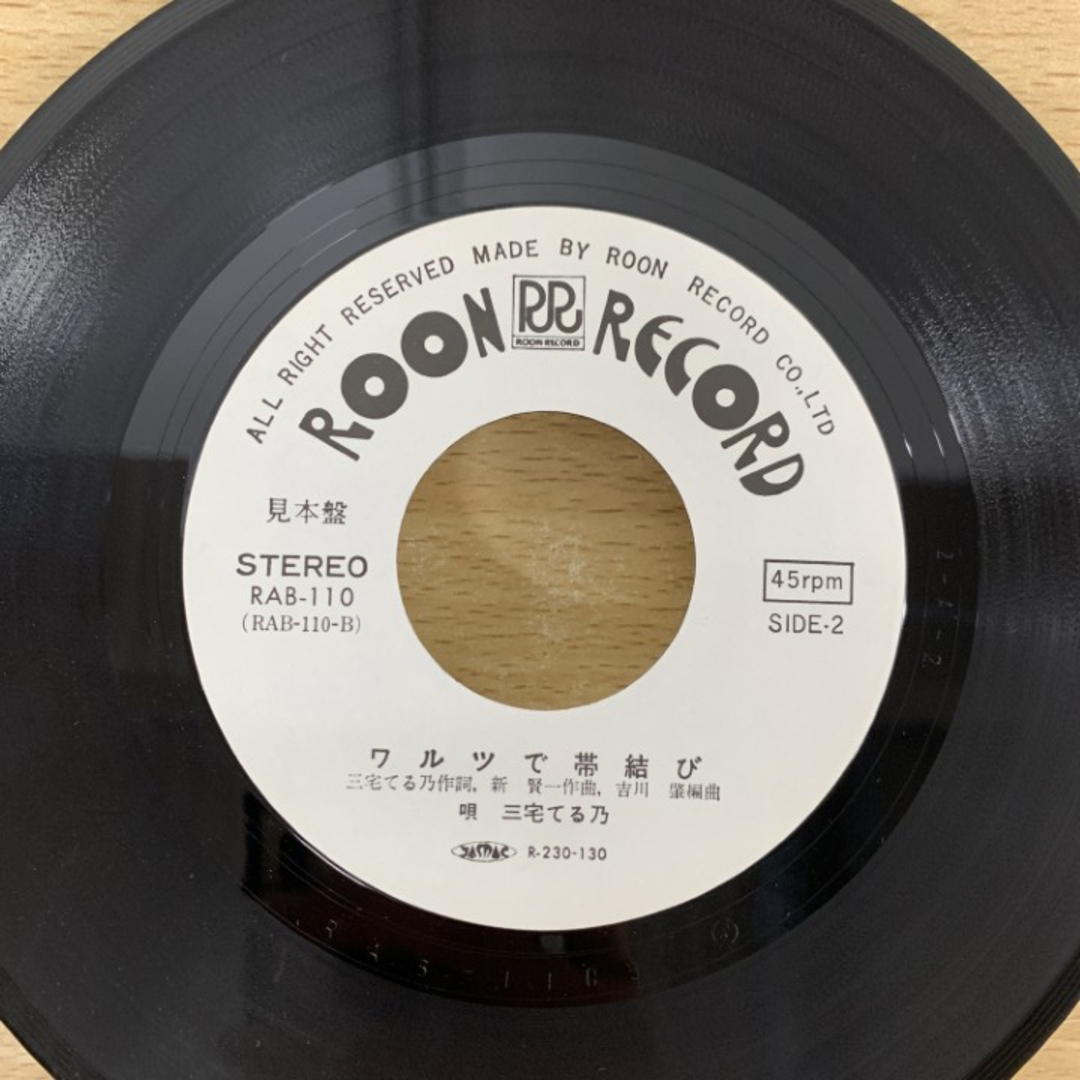 ALL RIGHT RESERVED MADE BY ROON RECORD CO.,LTD
ROON RECORD
ROON RECORD
見本盤
STEREO
RAB-110
(RAB-110-B)
45rpm
SIDE-2
ワルツで帯結び
三宅てる乃作詞, 新 賢一作曲, 吉川 肇編曲
唄 三宅てる乃
JASRAC R-230-130